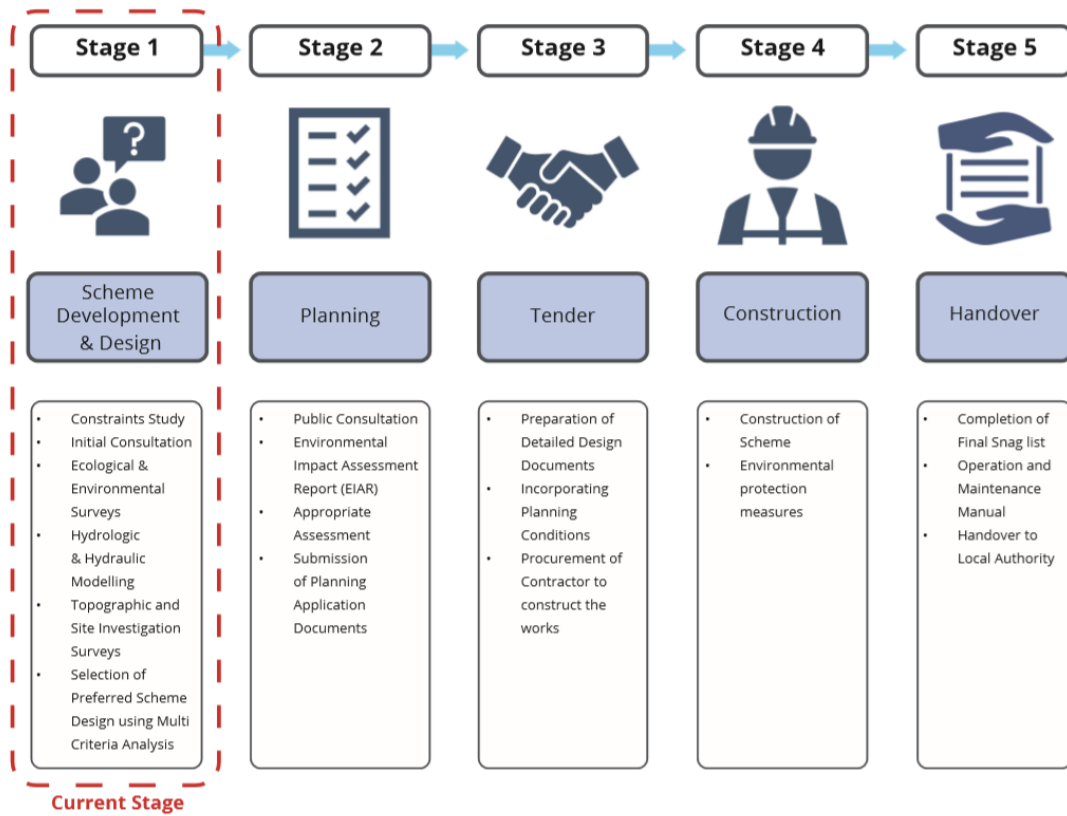 Stage 1
Stage 2
Stage 3
Stage 4
Stage 5
?
Scheme
Development
& Design
Planning
Tender
Construction
Handover
• Constraints Study
• Initial Consultation
• Ecological &
Environmental
Surveys
• Hydrologic
& Hydraulic
Modelling
• Topographic and
Site Investigation
Surveys
• Selection of
Preferred Scheme
Design using Multi
Criteria Analysis
• Public Consultation
• Environmental
Impact Assessment
Report (EIAR)
• Appropriate
Assessment
• Submission
of Planning
Application
Documents
• Preparation of
Detailed Design
Documents
• Incorporating
Planning
Conditions
• Procurement of
Contractor to
construct the
works
• Construction of
Scheme
• Environmental
protection
measures
• Completion of
Final Snag list
• Operation and
Maintenance
Manual
• Handover to
Local Authority
Current Stage